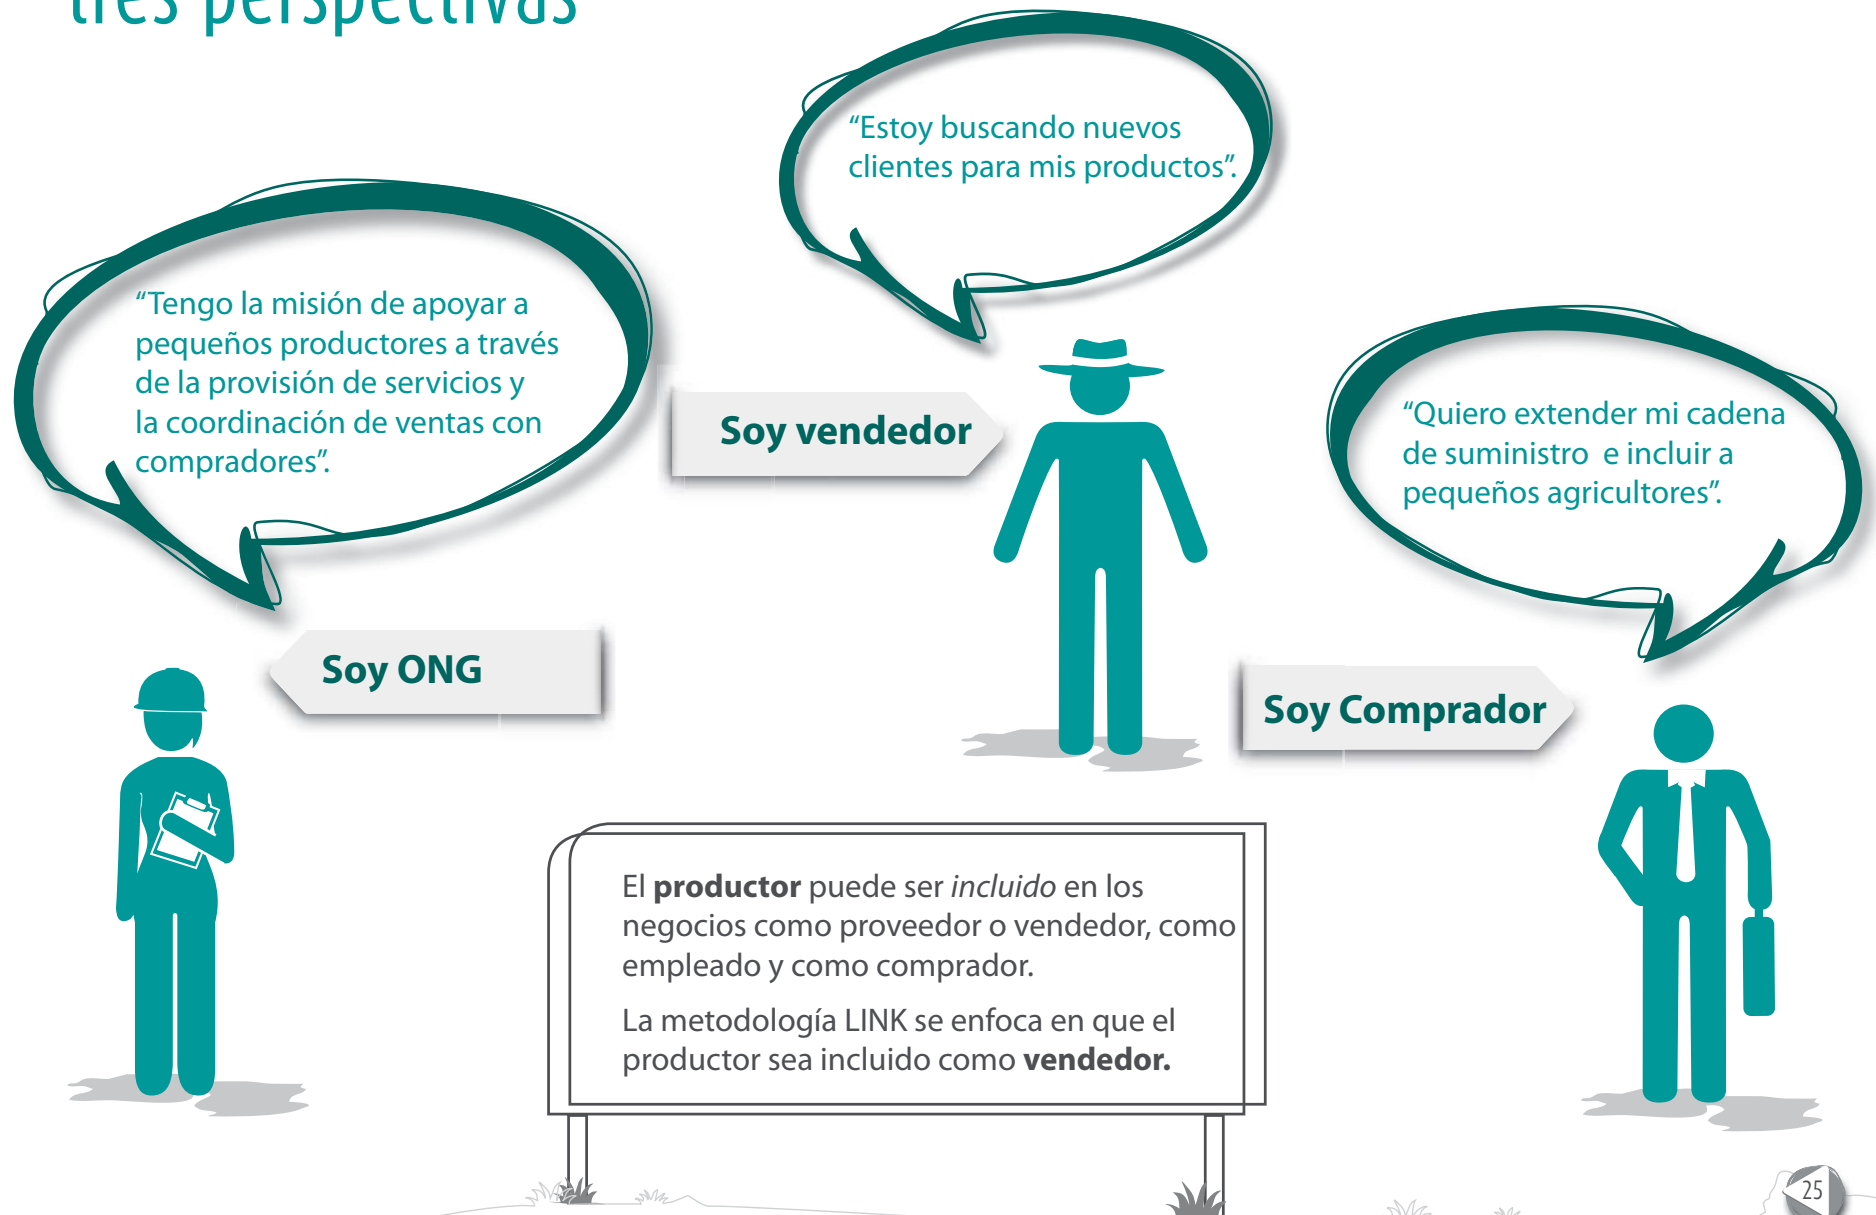 tres perspectivas
“Estoy buscando nuevos
clientes para mis productos”.
“Tengo la misión de apoyar a
pequeños productores a través
de la provisión de servicios y
la coordinación de ventas con
compradores”.
Soy vendedor
“Quiero extender mi cadena
de suministro e incluir a
pequeños agricultores”.
Soy ONG
Soy Comprador
El productor puede ser incluido en los
negocios como proveedor o vendedor, como
empleado y como comprador.
La metodología LINK se enfoca en que el
productor sea incluido como vendedor.
25